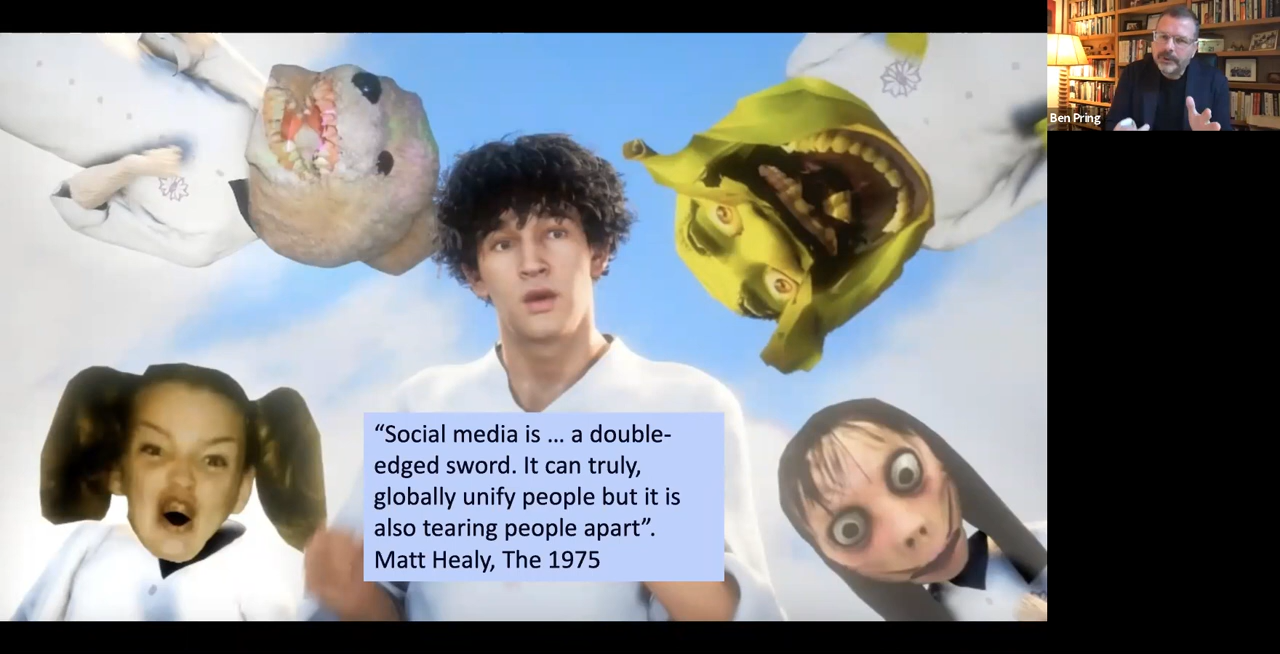 Ben Pring
“Social media is … a double-
edged sword. It can truly,
globally unify people but it is
also tearing people apart”.
Matt Healy, The 1975